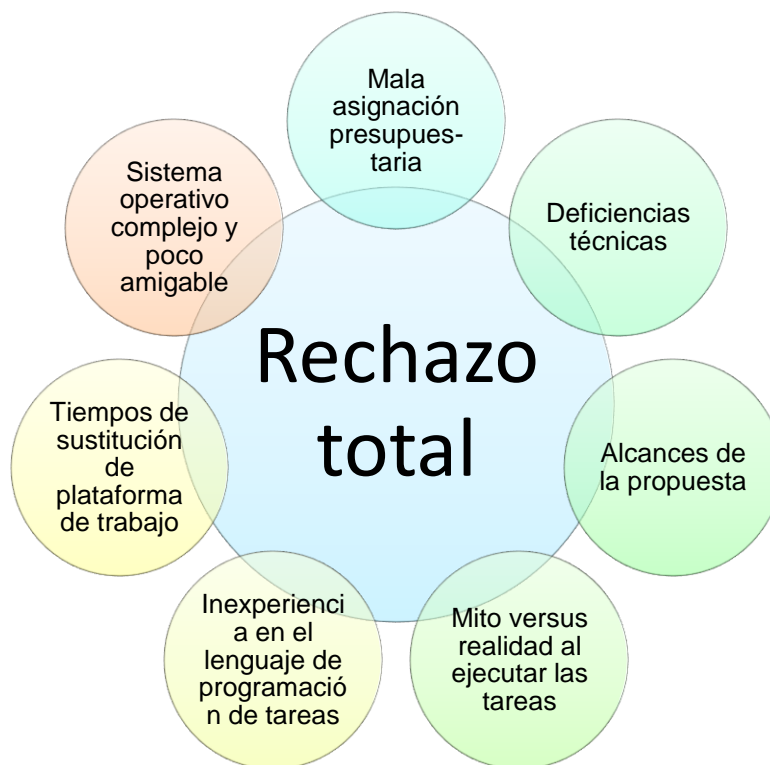 Mala
asignación
presupues-
taria
Deficiencias
técnicas
Alcances de
la propuesta
Mito versus
realidad al
ejecutar las
tareas
Inexperienci
a en el
lenguaje de
programació
n de tareas
Tiempos de
sustitución
de
plataforma
de trabajo
Sistema
operativo
complejo y
poco
amigable
Rechazo
total